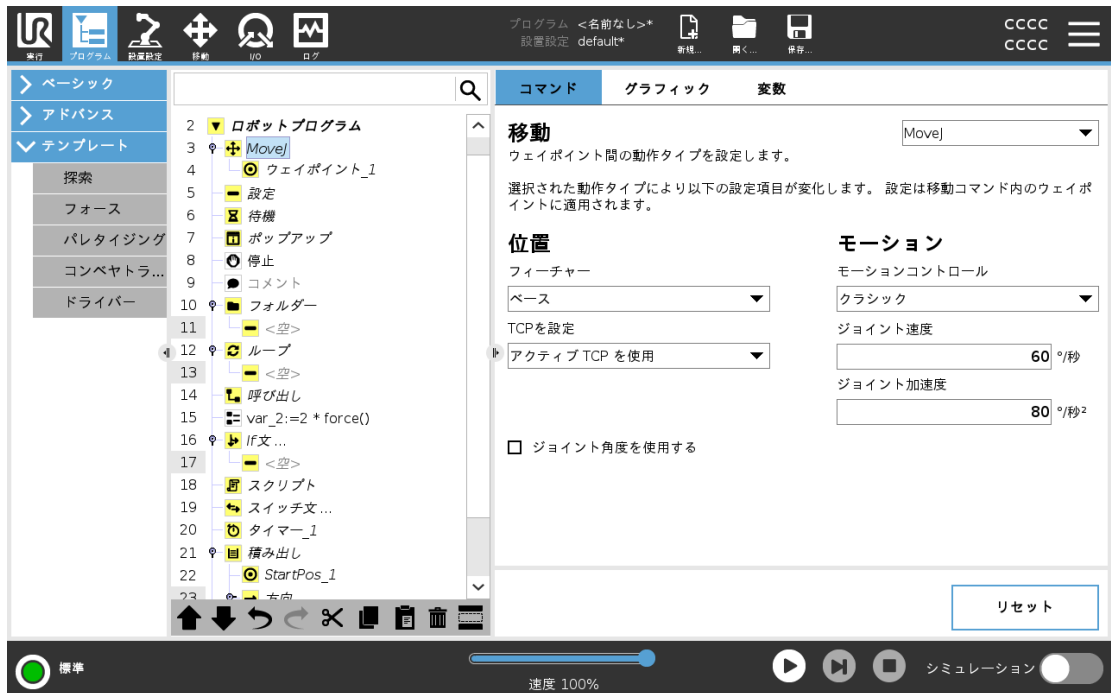 UR
実行
プログラム
設置設定
移動
I/O
ログ
プログラム <名前なし>*
設置設定 default*
新規...
開く...
保存...
CCCC
CCCC
ベーシック
アドバンス
テンプレート
探索
フォース
パレタイジング
コンベヤトラ...
ドライバー
2 ロボットプログラム
3 MoveJ
4 ウェイポイント_1
5 設定
6 待機
7 ポップアップ
8 停止
9 コメント
10 フォルダー
11 <空>
12 ループ
13 <空>
14 呼び出し
15 var_2:=2 * force()
16 If文 ...
17 <空>
18 スクリプト
19 スイッチ文 ...
20 タイマー_1
21 積み出し
22 StartPos_1
23 方向
コマンド
グラフィック
変数
移動
MoveJ
ウェイポイント間の動作タイプを設定します。
選択された動作タイプにより以下の設定項目が変化します。 設定は移動コマンド内のウェイポ
イントに適用されます。
位置
フィーチャー
ベース
TCPを設定
アクティブ TCP を使用
ジョイント角度を使用する
モーション
モーションコントロール
クラシック
ジョイント速度
60 °/秒
ジョイント加速度
80 °/秒²
リセット
標準
速度 100%
シミュレーション